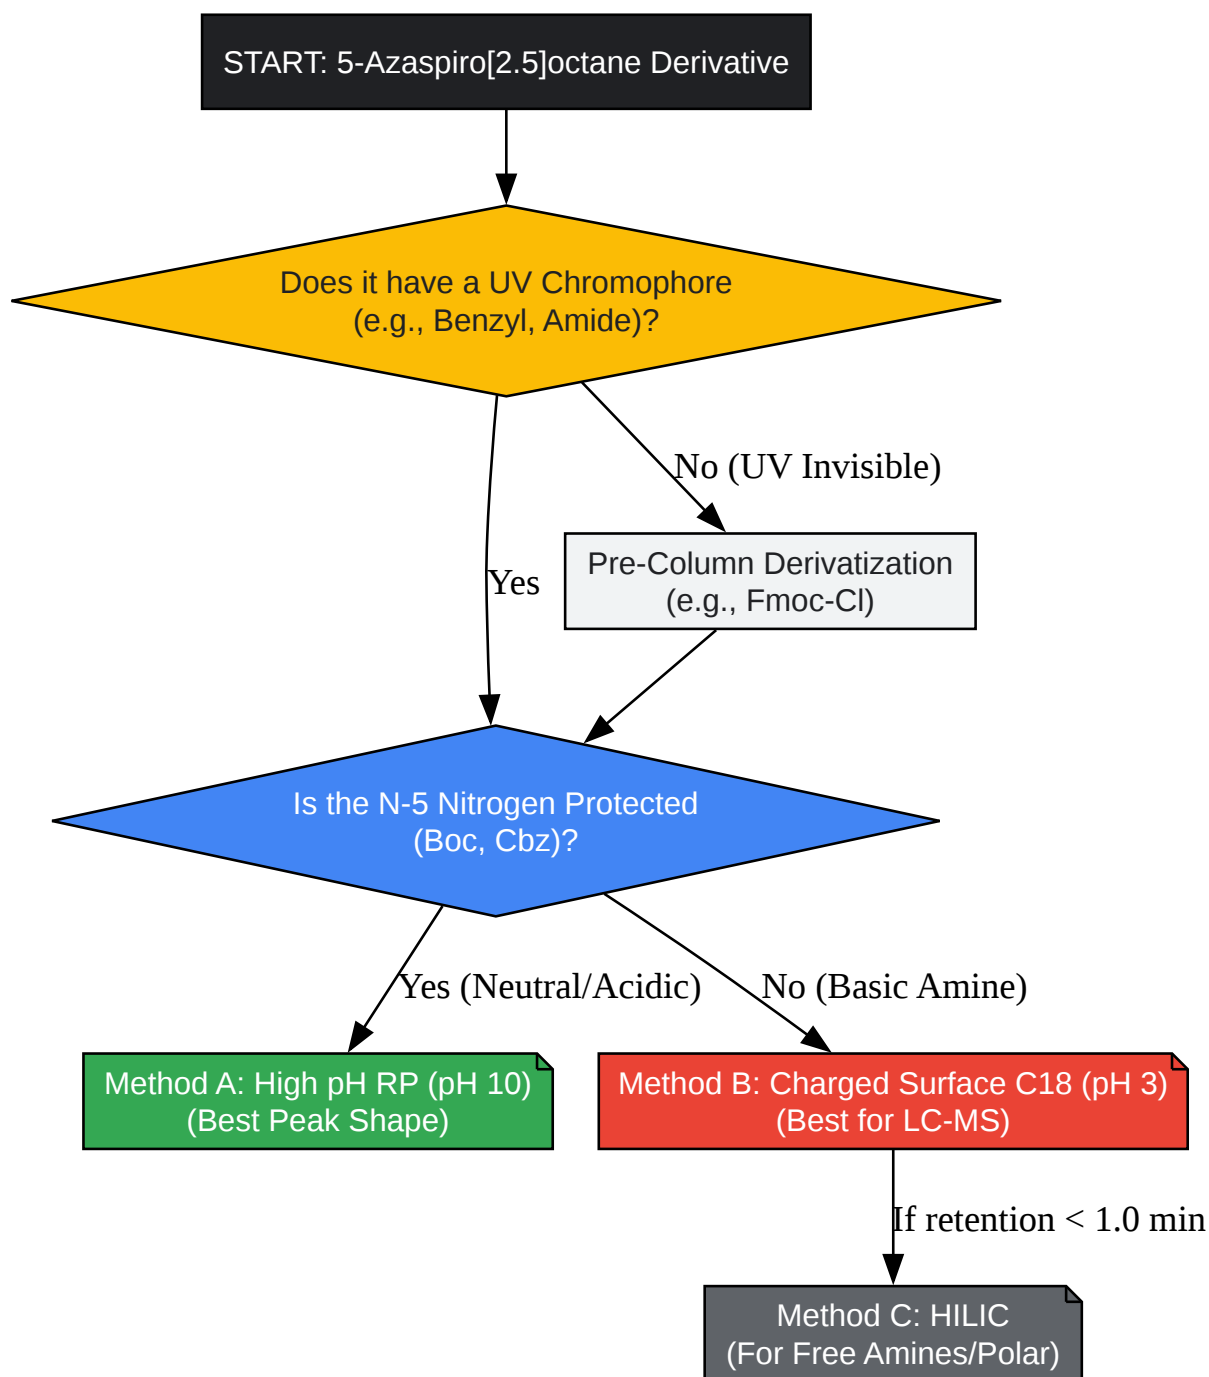 START: 5-Azaspiro[2.5]octane Derivative
Does it have a UV Chromophore
(e.g., Benzyl, Amide)?
No (UV Invisible)
Pre-Column Derivatization
(e.g., Fmoc-Cl)
Yes
Is the N-5 Nitrogen Protected
(Boc, Cbz)?
Yes (Neutral/Acidic)
No (Basic Amine)
Method A: High pH RP (pH 10)
(Best Peak Shape)
Method B: Charged Surface C18 (pH 3)
(Best for LC-MS)
If retention < 1.0 min
Method C: HILIC
(For Free Amines/Polar)